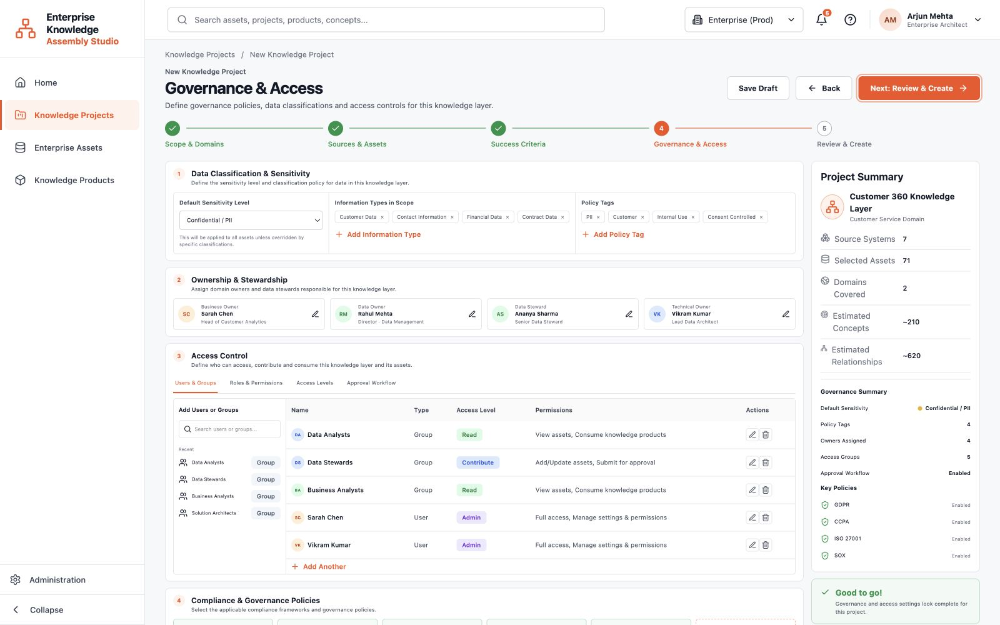 Enterprise
Knowledge
Assembly Studio
Search assets, projects, products, concepts...
Enterprise (Prod)
5
AM
Arjun Mehta
Enterprise Architect
Home
Knowledge Projects
Enterprise Assets
Knowledge Products
Administration
Collapse
Knowledge Projects / New Knowledge Project
New Knowledge Project
Governance & Access
Define governance policies, data classifications and access controls for this knowledge layer.
Save Draft
Back
Next: Review & Create
4
5
Scope & Domains
Sources & Assets
Success Criteria
Governance & Access
Review & Create
1
Data Classification & Sensitivity
Define the sensitivity level and classification policy for data in this knowledge layer.
Default Sensitivity Level
Confidential / PII
This will be applied to all assets unless overridden by
specific classifications.
Information Types in Scope
Customer Data ×
Contact Information ×
Financial Data ×
Contract Data ×
+ Add Information Type
Policy Tags
PII ×
Customer ×
Internal Use ×
Consent Controlled ×
+ Add Policy Tag
2
Ownership & Stewardship
Assign domain owners and data stewards responsible for this knowledge layer.
SC
Business Owner
Sarah Chen
Head of Customer Analytics
RM
Data Owner
Rahul Mehta
Director - Data Management
AS
Data Steward
Ananya Sharma
Senior Data Steward
VK
Technical Owner
Vikram Kumar
Lead Data Architect
3
Access Control
Define who can access, contribute and consume this knowledge layer and its assets.
Users & Groups
Roles & Permissions
Access Levels
Approval Workflow
Add Users or Groups
Search users or groups...
Recent
Data Analysts Group
Data Stewards Group
Business Analysts Group
Solution Architects Group
Name Type Access Level Permissions Actions
DA Data Analysts Group Read View assets, Consume knowledge products
DS Data Stewards Group Contribute Add/Update assets, Submit for approval
BA Business Analysts Group Read View assets, Consume knowledge products
SC Sarah Chen User Admin Full access, Manage settings & permissions
VK Vikram Kumar User Admin Full access, Manage settings & permissions
+ Add Another
4
Compliance & Governance Policies
Select the applicable compliance frameworks and governance policies.
Project Summary
Customer 360 Knowledge
Layer
Customer Service Domain
Source Systems 7
Selected Assets 71
Domains
Covered
2
Estimated
Concepts
~210
Estimated
Relationships
~620
Governance Summary
Default Sensitivity Confidential / PII
Policy Tags 4
Owners Assigned 4
Access Groups 5
Approval Workflow Enabled
Key Policies
GDPR Enabled
CCPA Enabled
ISO 27001 Enabled
SOX Enabled
Good to go!
Governance and access settings look complete for
this project.